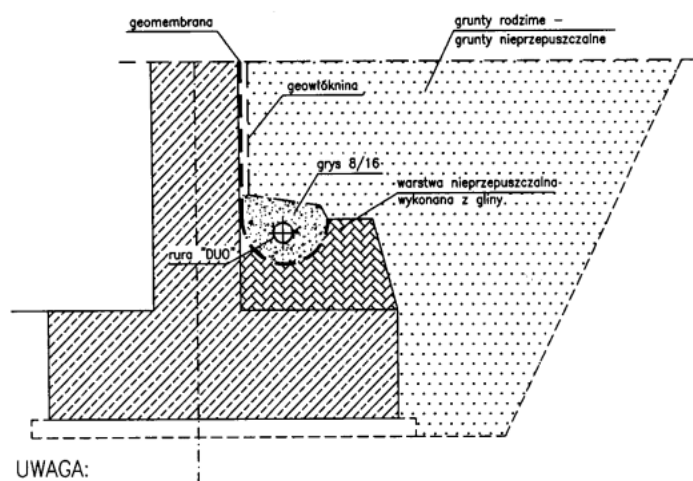 geomembrana
grunty rodzime –
grunty nieprzepuszczalne
geowłóknina
grys 8/16
warstwa nieprzepuszczalna
wykonana z gliny
rura "DUO"
UWAGA: